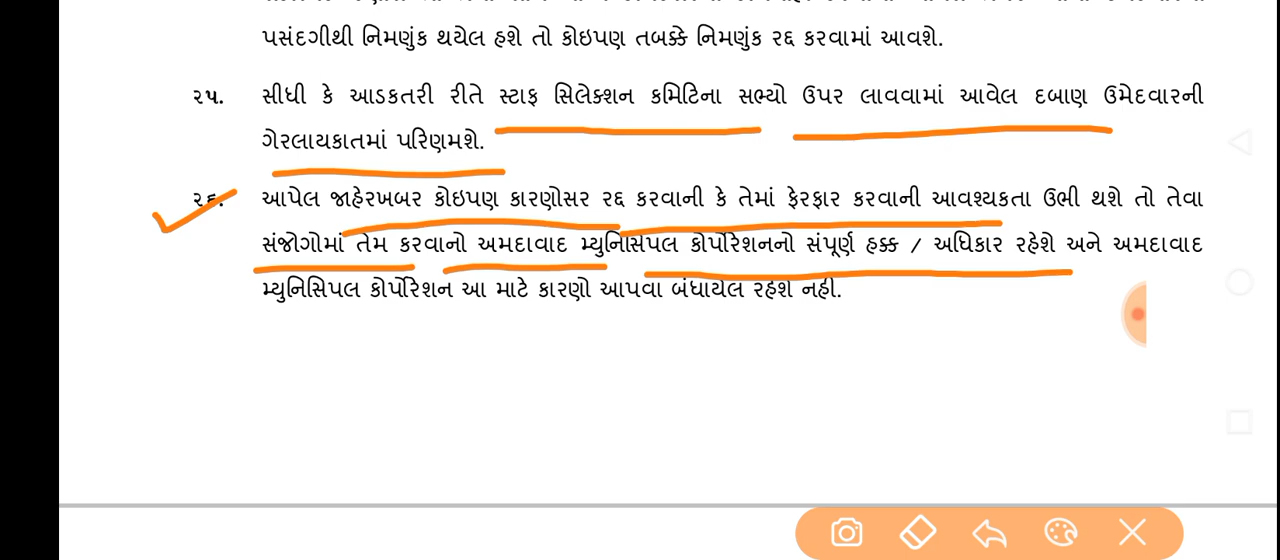 પસંદગીથી નિમણુંક થયેલ હશે તો કોઇપણ તબક્કે નિમણુંક રદ્દ કરવામાં આવશે.
૨૫. સીધી કે આડકતરી રીતે સ્ટાફ સિલેક્શન કમિટિના સભ્યો ઉપર લાવવામાં આવેલ દબાણ ઉમેદવારની
ગેરલાયકાતમાં પરિણમશે.
૨૬. આપેલ જાહેરખબર કોઇપણ કારણોસર રદ્દ કરવાની કે તેમાં ફેરફાર કરવાની આવશ્યકતા ઉભી થશે તો તેવા
સંજોગોમાં તેમ કરવાનો અમદાવાદ મ્યુનિસિપલ કોર્પોરેશનનો સંપૂર્ણ હક્ક / અધિકાર રહેશે અને અમદાવાદ
મ્યુનિસિપલ કોર્પોરેશન આ માટે કારણો આપવા બંધાયેલ રહેશે નહી.